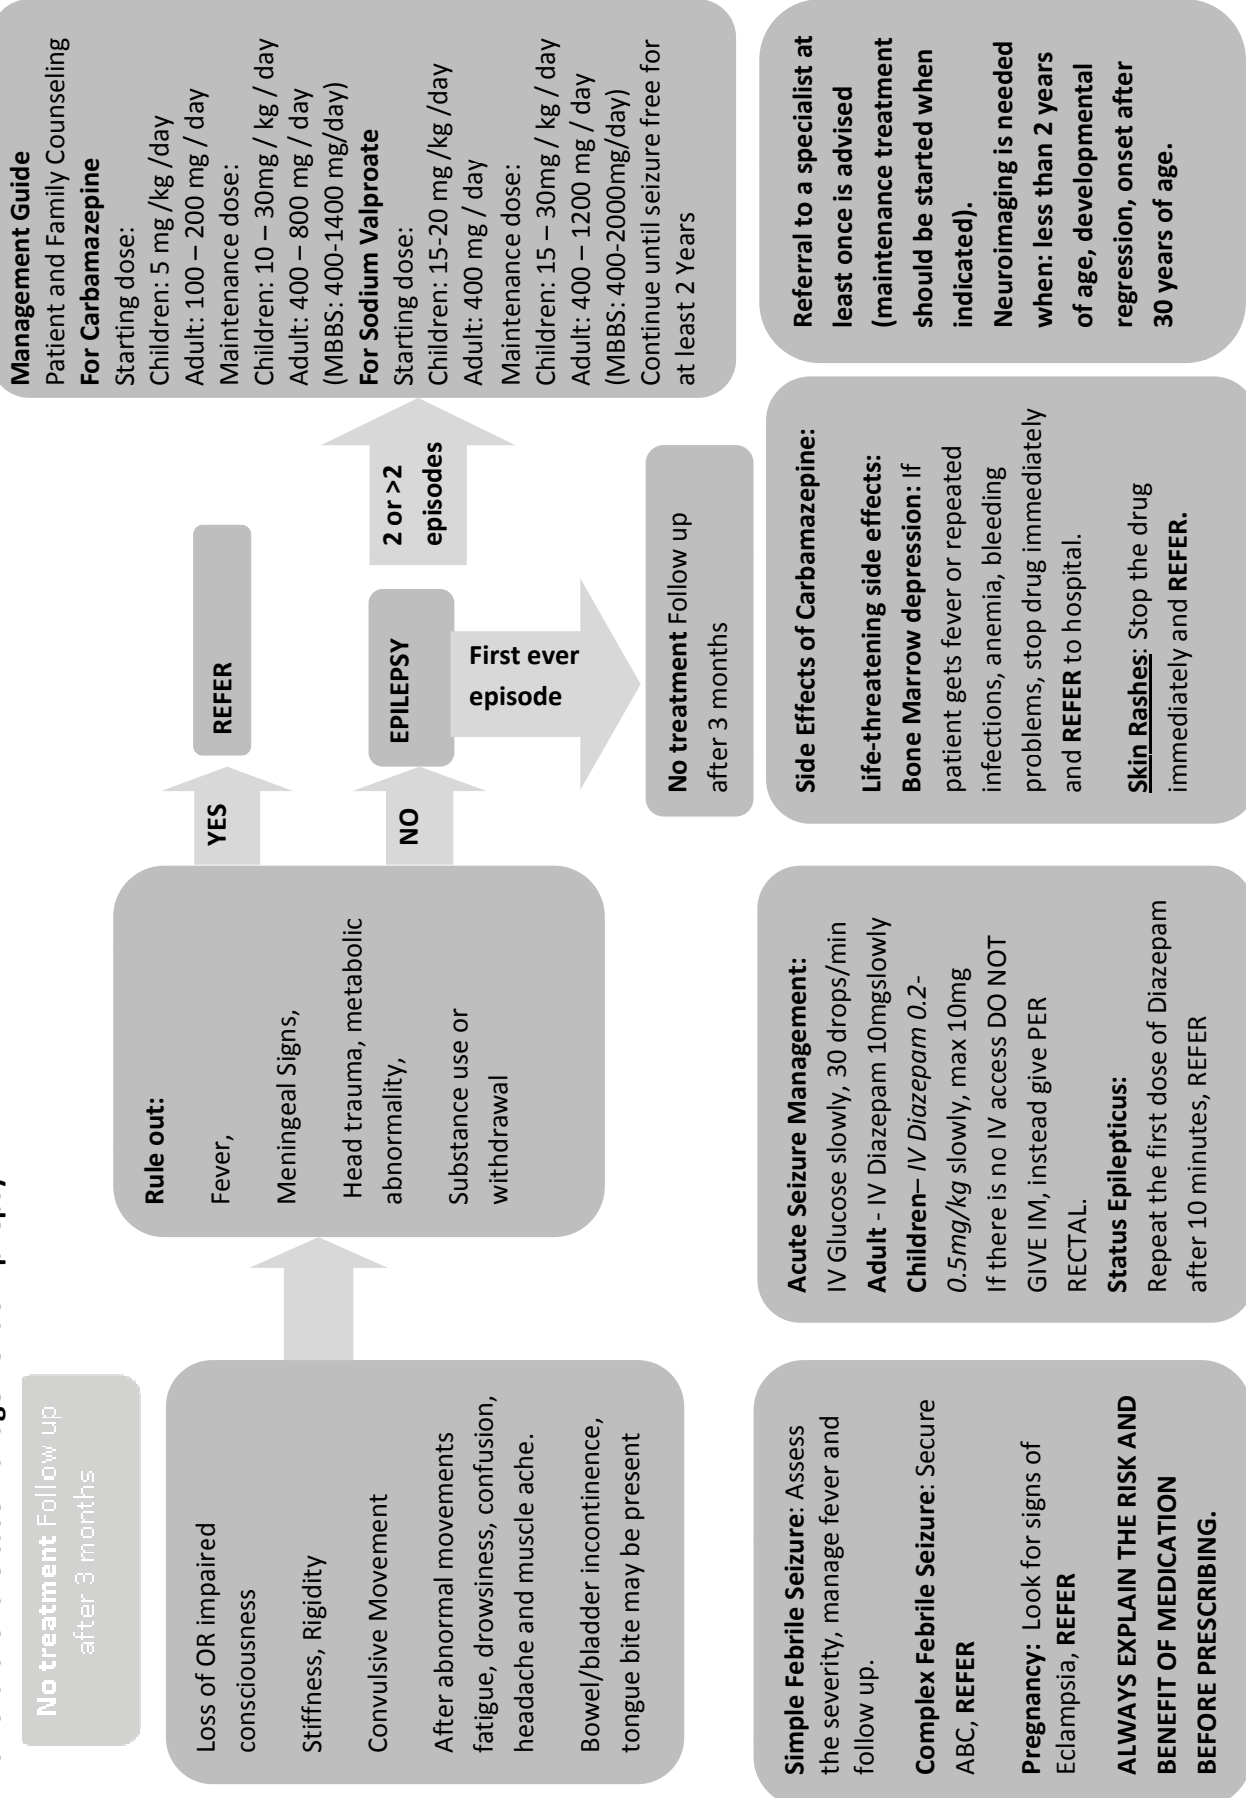 No treatment Follow up
after 3 months
Loss of OR impaired
consciousness
Stiffness, Rigidity
Convulsive Movement
After abnormal movements
fatigue, drowsiness, confusion,
headache and muscle ache.
Bowel/bladder incontinence,
tongue bite may be present
Rule out:
Fever,
Meningeal Signs,
Head trauma, metabolic
abnormality,
Substance use or
withdrawal
YES
REFER
NO
EPILEPSY
First ever
episode
2 or >2
episodes
No treatment Follow up
after 3 months
Management Guide
Patient and Family Counseling
For Carbamazepine
Starting dose:
Children: 5 mg /kg /day
Adult: 100 – 200 mg / day
Maintenance dose:
Children: 10 – 30mg / kg / day
Adult: 400 – 800 mg / day
(MBBS: 400-1400 mg/day)
For Sodium Valproate
Starting dose:
Children: 15-20 mg /kg /day
Adult: 400 mg / day
Maintenance dose:
Children: 15 – 30mg / kg / day
Adult: 400 – 1200 mg / day
(MBBS: 400-2000mg/day)
Continue until seizure free for
at least 2 Years
Simple Febrile Seizure: Assess
the severity, manage fever and
follow up.
Complex Febrile Seizure: Secure
ABC, REFER
Pregnancy: Look for signs of
Eclampsia, REFER
ALWAYS EXPLAIN THE RISK AND
BENEFIT OF MEDICATION
BEFORE PRESCRIBING.
Acute Seizure Management:
IV Glucose slowly, 30 drops/min
Adult - IV Diazepam 10mgslowly
Children– IV Diazepam 0.2-
0.5mg/kg slowly, max 10mg
If there is no IV access DO NOT
GIVE IM, instead give PER
RECTAL.
Status Epilepticus:
Repeat the first dose of Diazepam
after 10 minutes, REFER
Side Effects of Carbamazepine:
Life-threatening side effects:
Bone Marrow depression: If
patient gets fever or repeated
infections, anemia, bleeding
problems, stop drug immediately
and REFER to hospital.
Skin Rashes: Stop the drug
immediately and REFER.
Referral to a specialist at
least once is advised
(maintenance treatment
should be started when
indicated).
Neuroimaging is needed
when: less than 2 years
of age, developmental
regression, onset after
30 years of age.